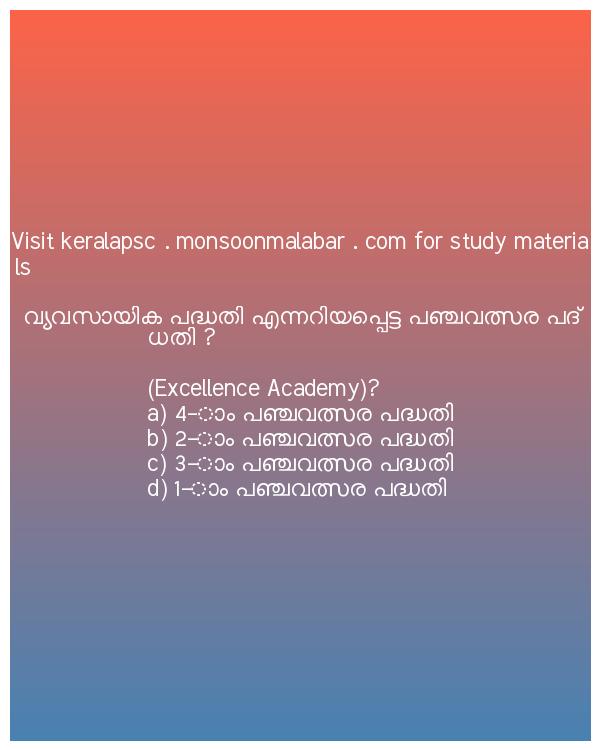 Visit keralapsc . monsoonmalabar . com for study materia
ls
വ്യവസായിക പദ്ധതി എന്നറിയപ്പെട്ട പഞ്ചവത്സര പദ്
ധതി ?
(Excellence Academy)?
a) 4-ാം പഞ്ചവത്സര പദ്ധതി
b) 2-ാം പഞ്ചവത്സര പദ്ധതി
c) 3-ാം പഞ്ചവത്സര പദ്ധതി
d) 1-ാം പഞ്ചവത്സര പദ്ധതി